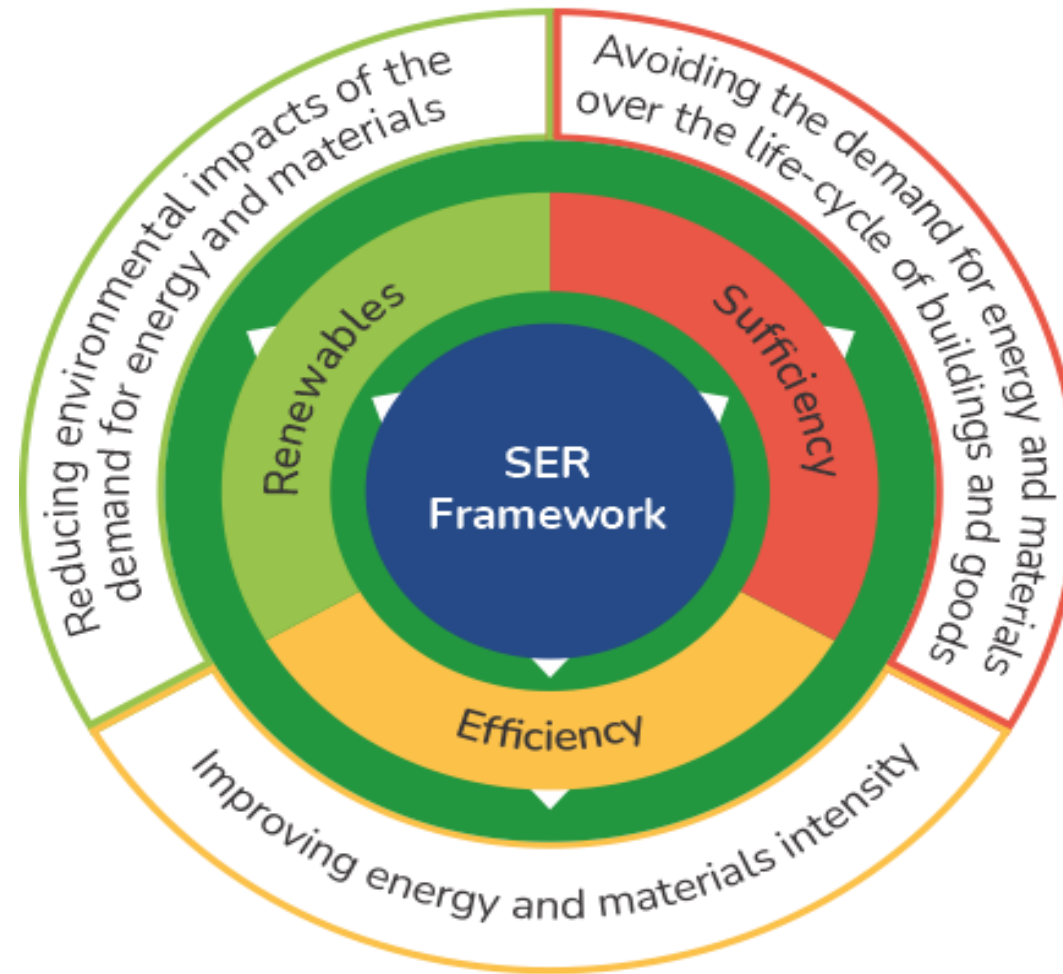 SER
Framework
Sufficiency
Efficiency
Renewables
Avoiding the demand for energy and materials
over the life-cycle of buildings and goods
Improving energy and materials intensity
Reducing environmental impacts of the
demand for energy and materials